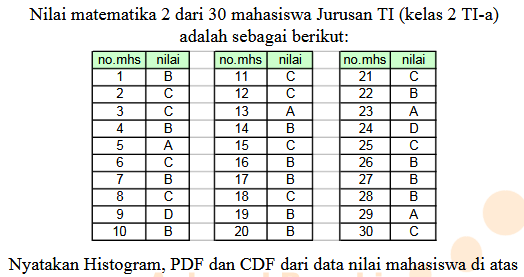 Nilai matematika 2 dari 30 mahasiswa Jurusan TI (kelas 2 TI-a)
adalah sebagai berikut:
no.mhs nilai no.mhs nilai no.mhs nilai
1 B 11 C 21 C
2 C 12 C 22 B
3 C 13 A 23 A
4 B 14 B 24 D
5 A 15 C 25 C
6 C 16 B 26 B
7 B 17 B 27 B
8 C 18 C 28 B
9 D 19 B 29 A
10 B 20 B 30 C
Nyatakan Histogram, PDF dan CDF dari data nilai mahasiswa di atas